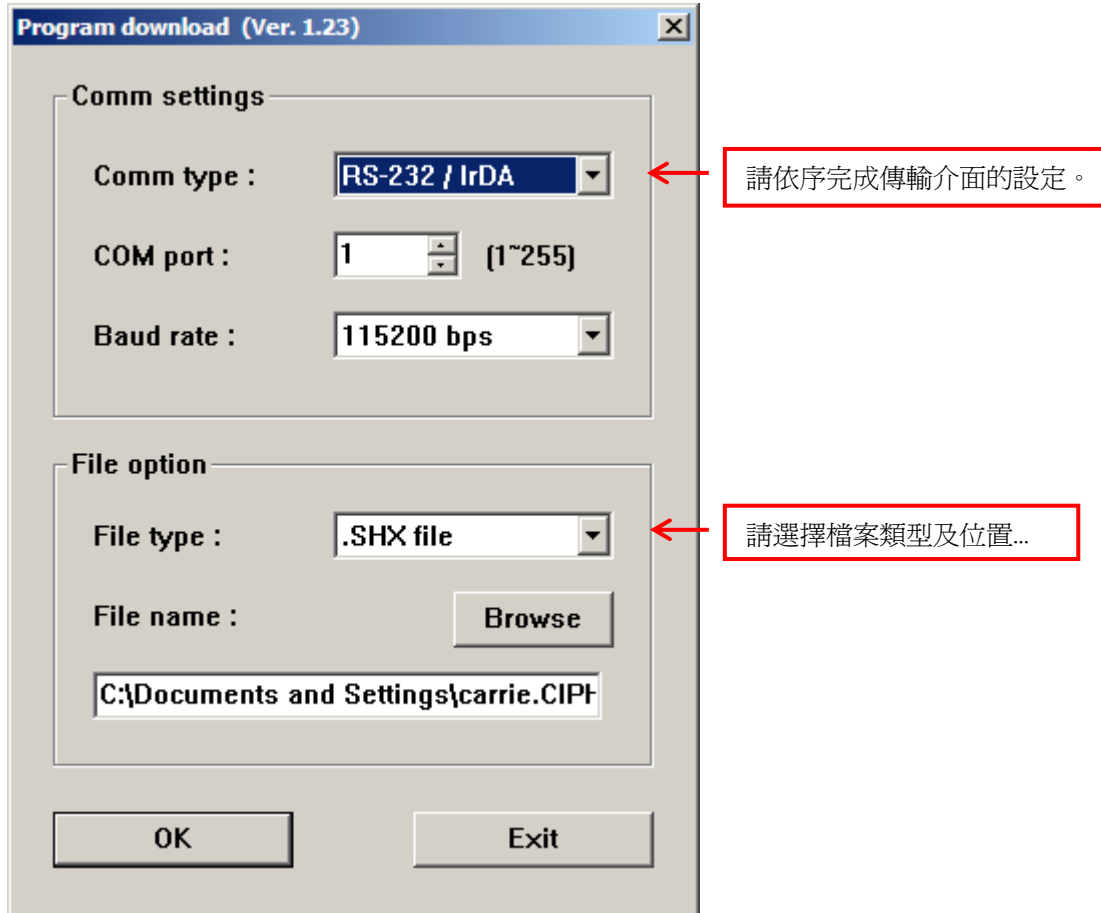 Program download (Ver. 1.23)
Comm settings
Comm type :
RS-232 / IrDA
請依序完成傳輸介面的設定。
COM port :
1
(1~255)
Baud rate :
115200 bps
File option
File type :
.SHX file
請選擇檔案類型及位置...
File name :
Browse
C:\Documents and Settings\carrie.CIPH
OK
Exit